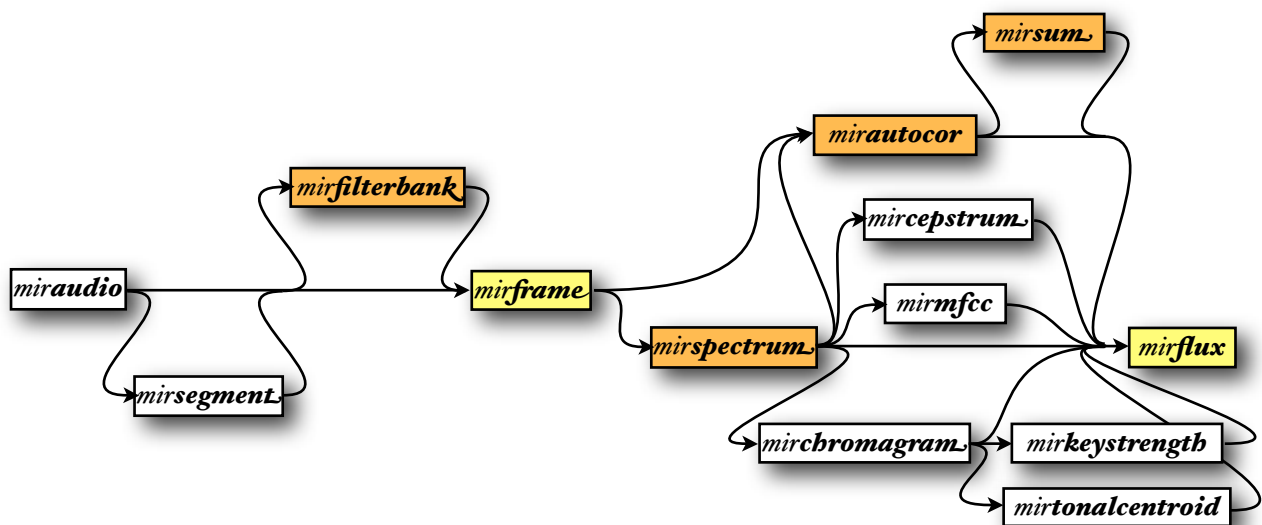 mirsum
mirautocor
mirfilterbank
mircepstrum
miraudio
mirframe
mirmfcc
mirspectrum
mirflux
mirsegment
mirchromagram
mirkeystrength
mirtonalcentroid